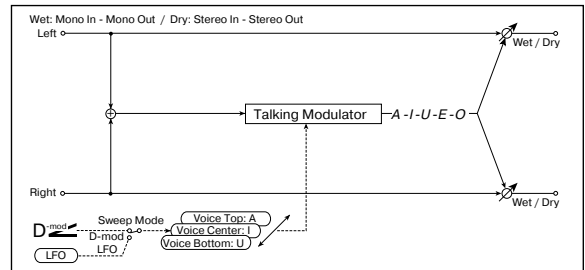 Wet: Mono In - Mono Out / Dry: Stereo In - Stereo Out
Left
Wet / Dry
Talking Modulator
A-I-U-E-O
Right
Wet / Dry
D-mod
Sweep Mode
D-mod
LFO
LFO
Voice Top: A
Voice Center: I
Voice Bottom: U